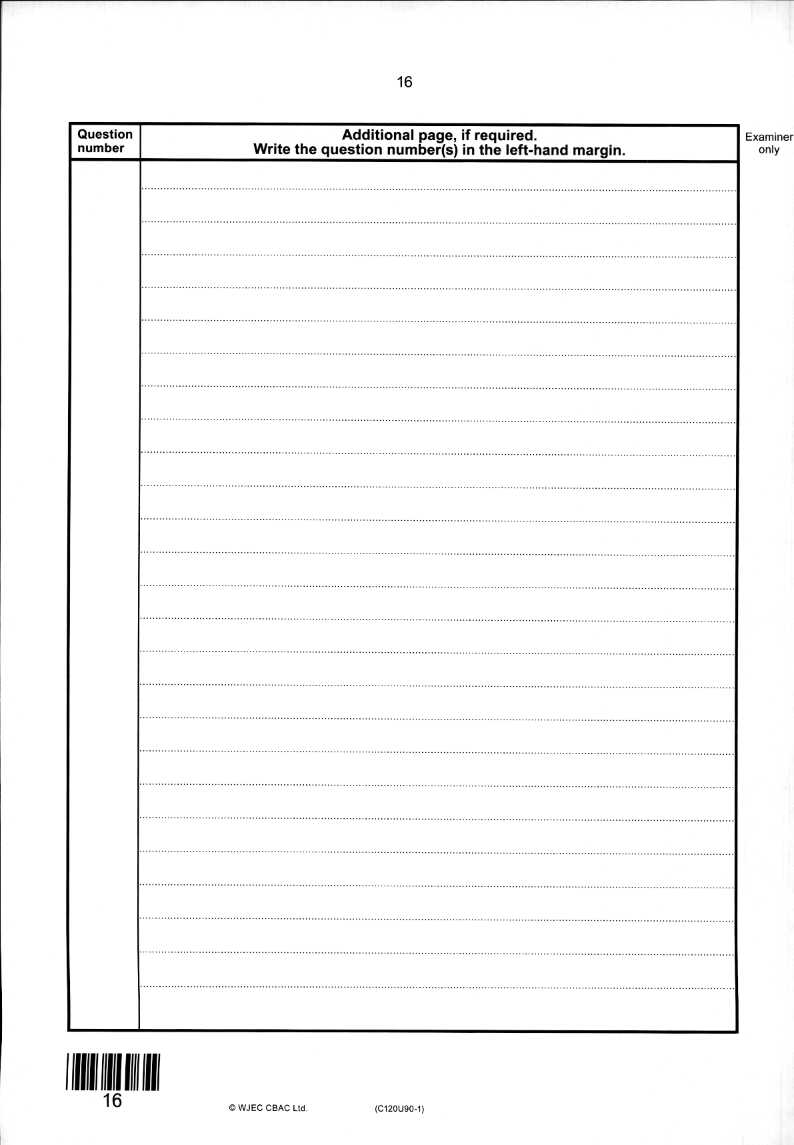 16
Question
number
Additional page, if required.
Write the question number(s) in the left-hand margin.
Examiner
only
16
© WJEC CBAC Ltd.
(C120U90-1)